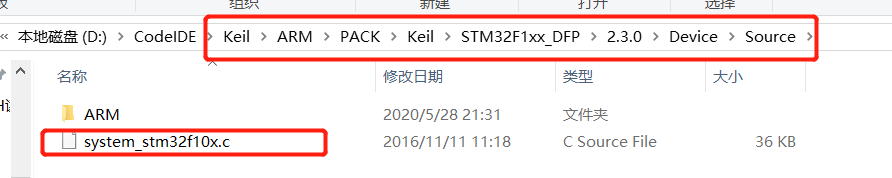 组织 新建 打开 选择
« 本地磁盘 (D:) > CodeIDE > Keil > ARM > PACK > Keil > STM32F1xx_DFP > 2.3.0 > Device > Source >
名称 修改日期 类型 大小
ARM 2020/5/28 21:31 文件夹
system_stm32f10x.c 2016/11/11 11:18 C Source File 36 KB